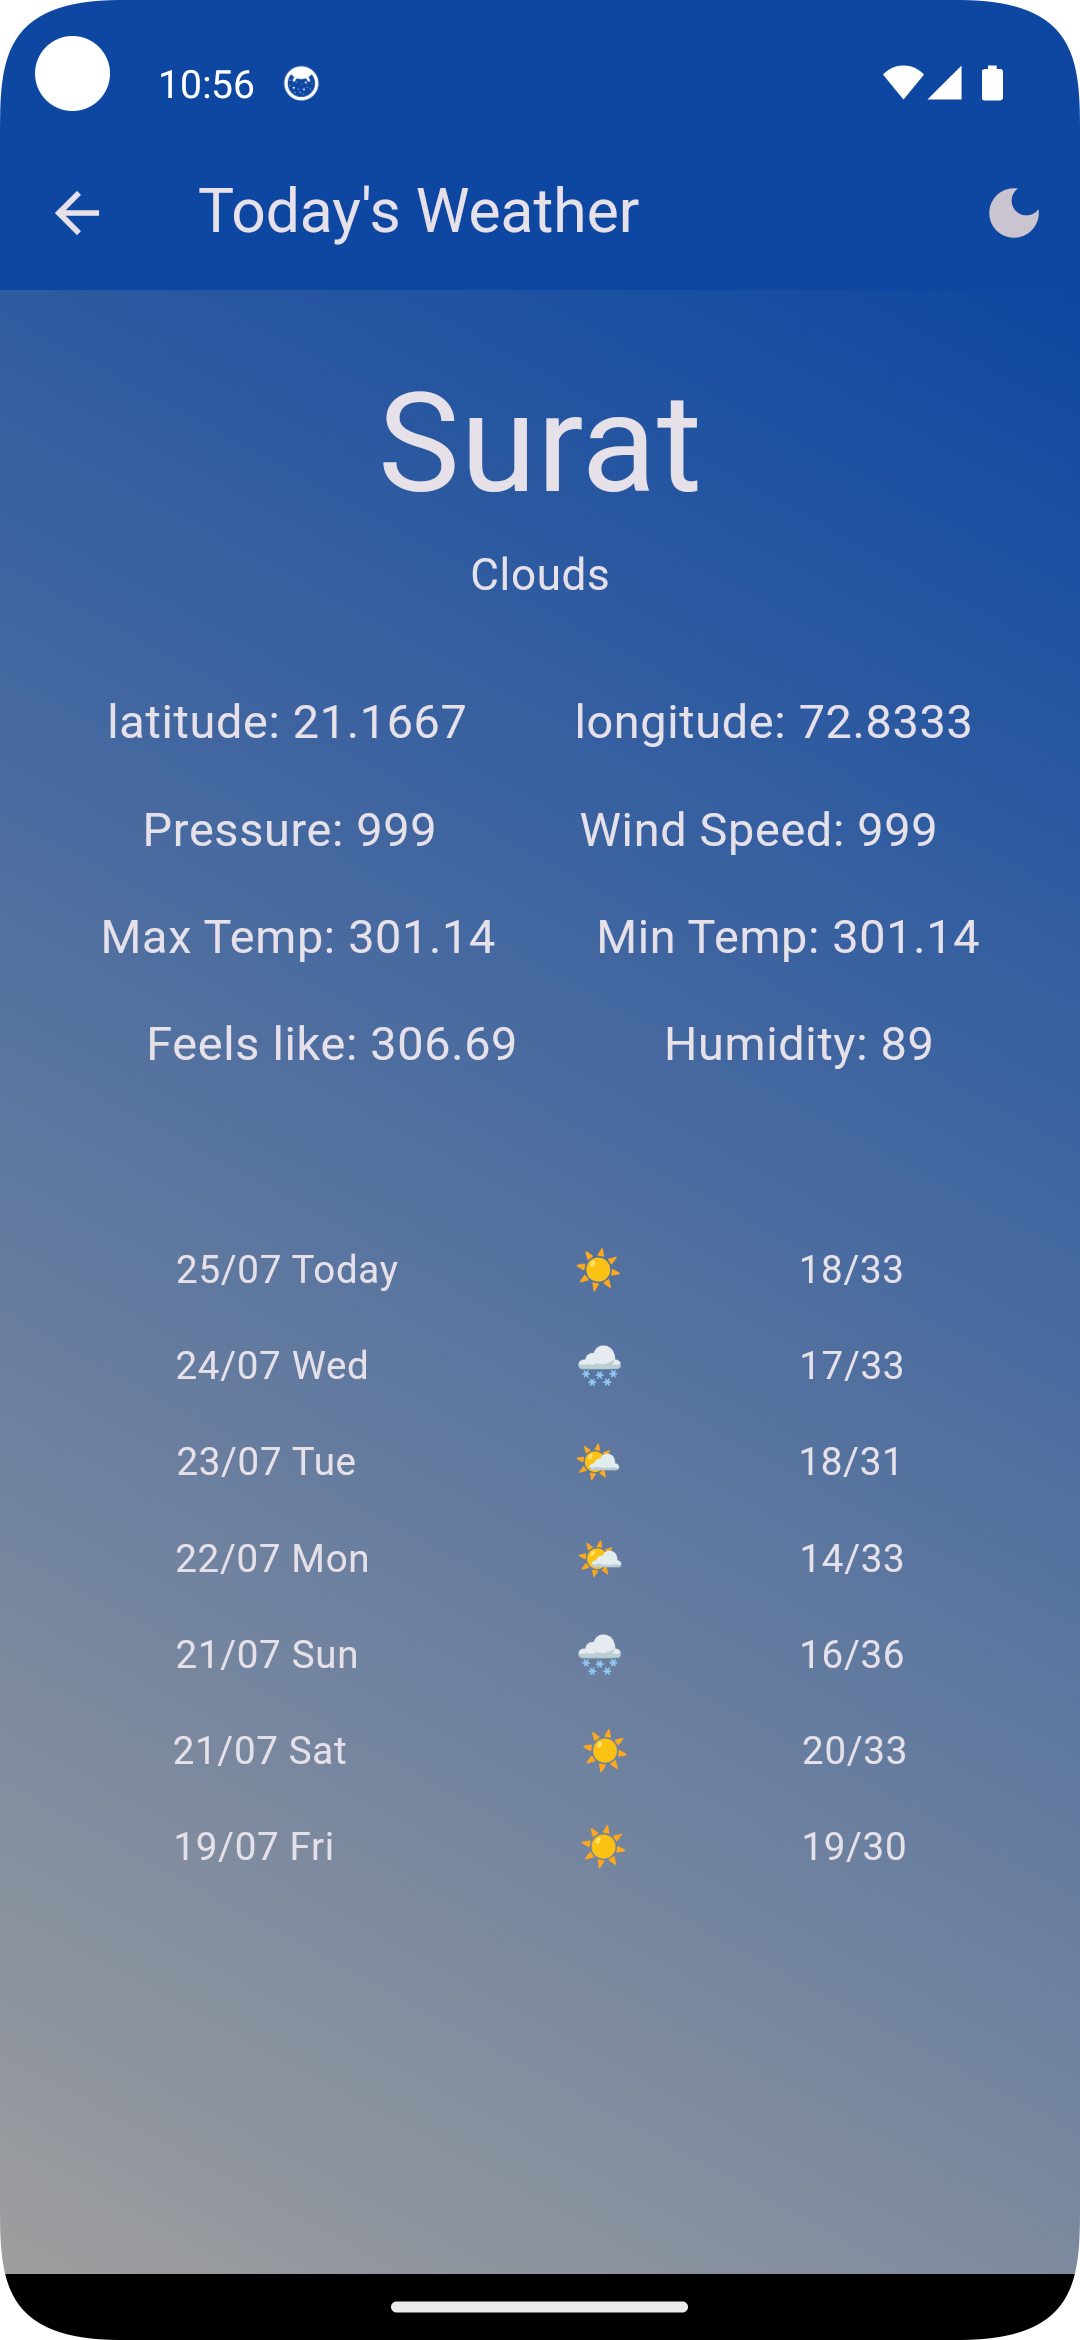 10:56
Today's Weather
Surat
Clouds
latitude: 21.1667 longitude: 72.8333
Pressure: 999 Wind Speed: 999
Max Temp: 301.14 Min Temp: 301.14
Feels like: 306.69 Humidity: 89
25/07 Today 18/33
24/07 Wed 17/33
23/07 Tue 18/31
22/07 Mon 14/33
21/07 Sun 16/36
21/07 Sat 20/33
19/07 Fri 19/30